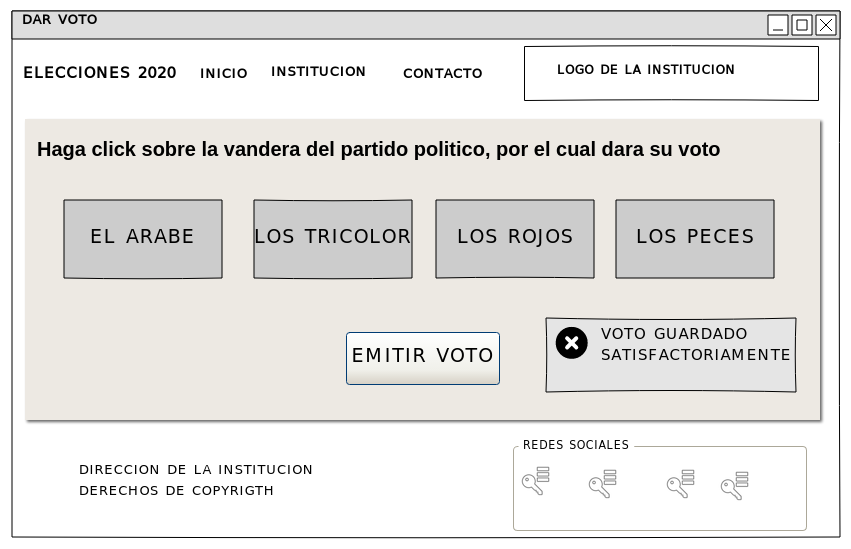 DAR VOTO
ELECCIONES 2020
INICIO
INSTITUCION
CONTACTO
LOGO DE LA INSTITUCION
Haga click sobre la vandera del partido politico, por el cual dara su voto
EL ARABE
LOS TRICOLOR
LOS ROJOS
LOS PECES
EMITIR VOTO
VOTO GUARDADO
SATISFACTORIAMENTE
REDES SOCIALES
DIRECCION DE LA INSTITUCION
DERECHOS DE COPYRIGTH